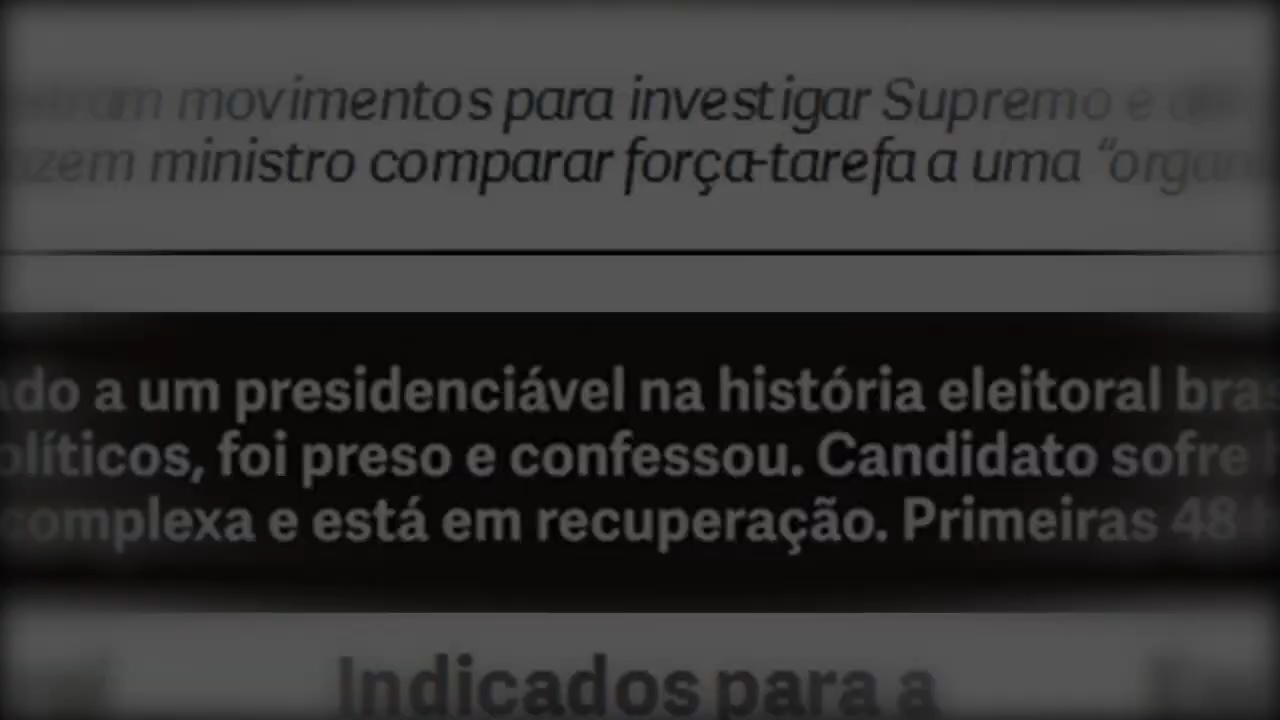 movimentos para investigar Supremo e
ministro comparar força-tarefa a uma
a um presidenciável na história eleitoral
foi preso e confessou. Candidato sofre
complexa e está em recuperação. Primeiras 48
Indicados para a